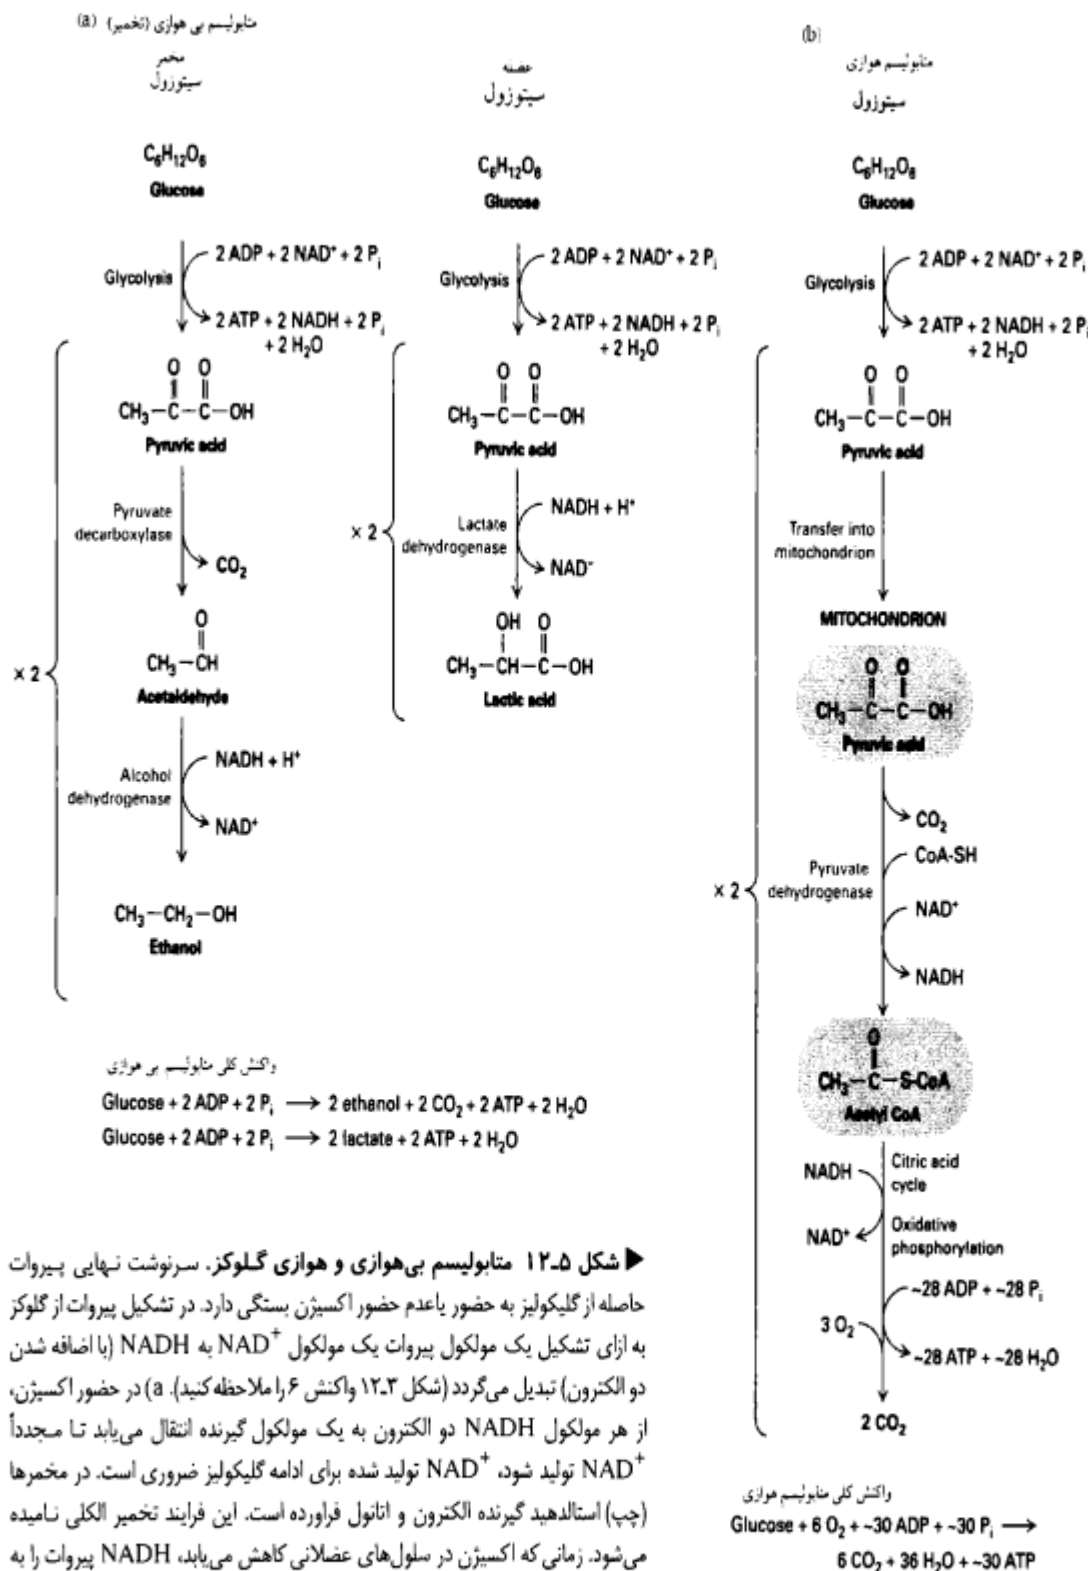 (a) متابولیسم بی هوازی (تخمیر)
مخمر
سیتوزول
C₆H₁₂O₆
Glucose
Glycolysis
2 ADP + 2 NAD⁺ + 2 Pᵢ
2 ATP + 2 NADH + 2 Pᵢ
+ 2 H₂O
O O
CH₃–C–C–OH
Pyruvic acid
Pyruvate
decarboxylase
CO₂
× 2
O
CH₃–CH
Acetaldehyde
Alcohol
dehydrogenase
NADH + H⁺
NAD⁺
CH₃–CH₂–OH
Ethanol
عضله
سیتوزول
C₆H₁₂O₆
Glucose
Glycolysis
2 ADP + 2 NAD⁺ + 2 Pᵢ
2 ATP + 2 NADH + 2 Pᵢ
+ 2 H₂O
O O
CH₃–C–C–OH
Pyruvic acid
× 2
Lactate
dehydrogenase
NADH + H⁺
NAD⁻
OH O
CH₃–CH–C–OH
Lactic acid
واکنش کلی متابولیسم بی هوازی
Glucose + 2 ADP + 2 Pᵢ ⟶ 2 ethanol + 2 CO₂ + 2 ATP + 2 H₂O
Glucose + 2 ADP + 2 Pᵢ ⟶ 2 lactate + 2 ATP + 2 H₂O
(b)
متابولیسم هوازی
سیتوزول
C₆H₁₂O₆
Glucose
Glycolysis
2 ADP + 2 NAD⁺ + 2 Pᵢ
2 ATP + 2 NADH + 2 Pᵢ
+ 2 H₂O
O O
CH₃–C–C–OH
Pyruvic acid
Transfer into
mitochondrion
MITOCHONDRION
O O
CH₃–C–C–OH
Pyruvic acid
CO₂
CoA-SH
× 2
Pyruvate
dehydrogenase
NAD⁺
NADH
O
CH₃–C–S-CoA
Acetyl CoA
NADH
NAD⁺
Citric acid
cycle
Oxidative
phosphorylation
~28 ADP + ~28 Pᵢ
3 O₂
~28 ATP + ~28 H₂O
2 CO₂
واکنش کلی متابولیسم هوازی
Glucose + 6 O₂ + ~30 ADP + ~30 Pᵢ ⟶
6 CO₂ + 36 H₂O + ~30 ATP
◀ شکل ۵ـ۱۲ متابولیسم بی‌هوازی و هوازی گلوکز. سرنوشت نهایی پیروات
حاصله از گلیکولیز به حضور یاعدم حضور اکسیژن بستگی دارد. در تشکیل پیروات از گلوکز
به ازای تشکیل یک مولکول پیروات یک مولکول NAD⁺ به NADH (با اضافه شدن
دو الکترون) تبدیل می‌گردد (شکل ۳ـ۱۲ واکنش ۶ را ملاحظه کنید). a) در حضور اکسیژن،
از هر مولکول NADH دو الکترون به یک مولکول گیرنده انتقال می‌یابد تا مجدداً
NAD⁺ تولید شود، NAD⁺ تولید شده برای ادامه گلیکولیز ضروری است. در مخمرها
(چپ) استالدهید گیرنده الکترون و اتانول فراورده است. این فرایند تخمیر الکلی نامیده
می‌شود. زمانی که اکسیژن در سلول‌های عضلانی کاهش می‌یابد، NADH پیروات را به